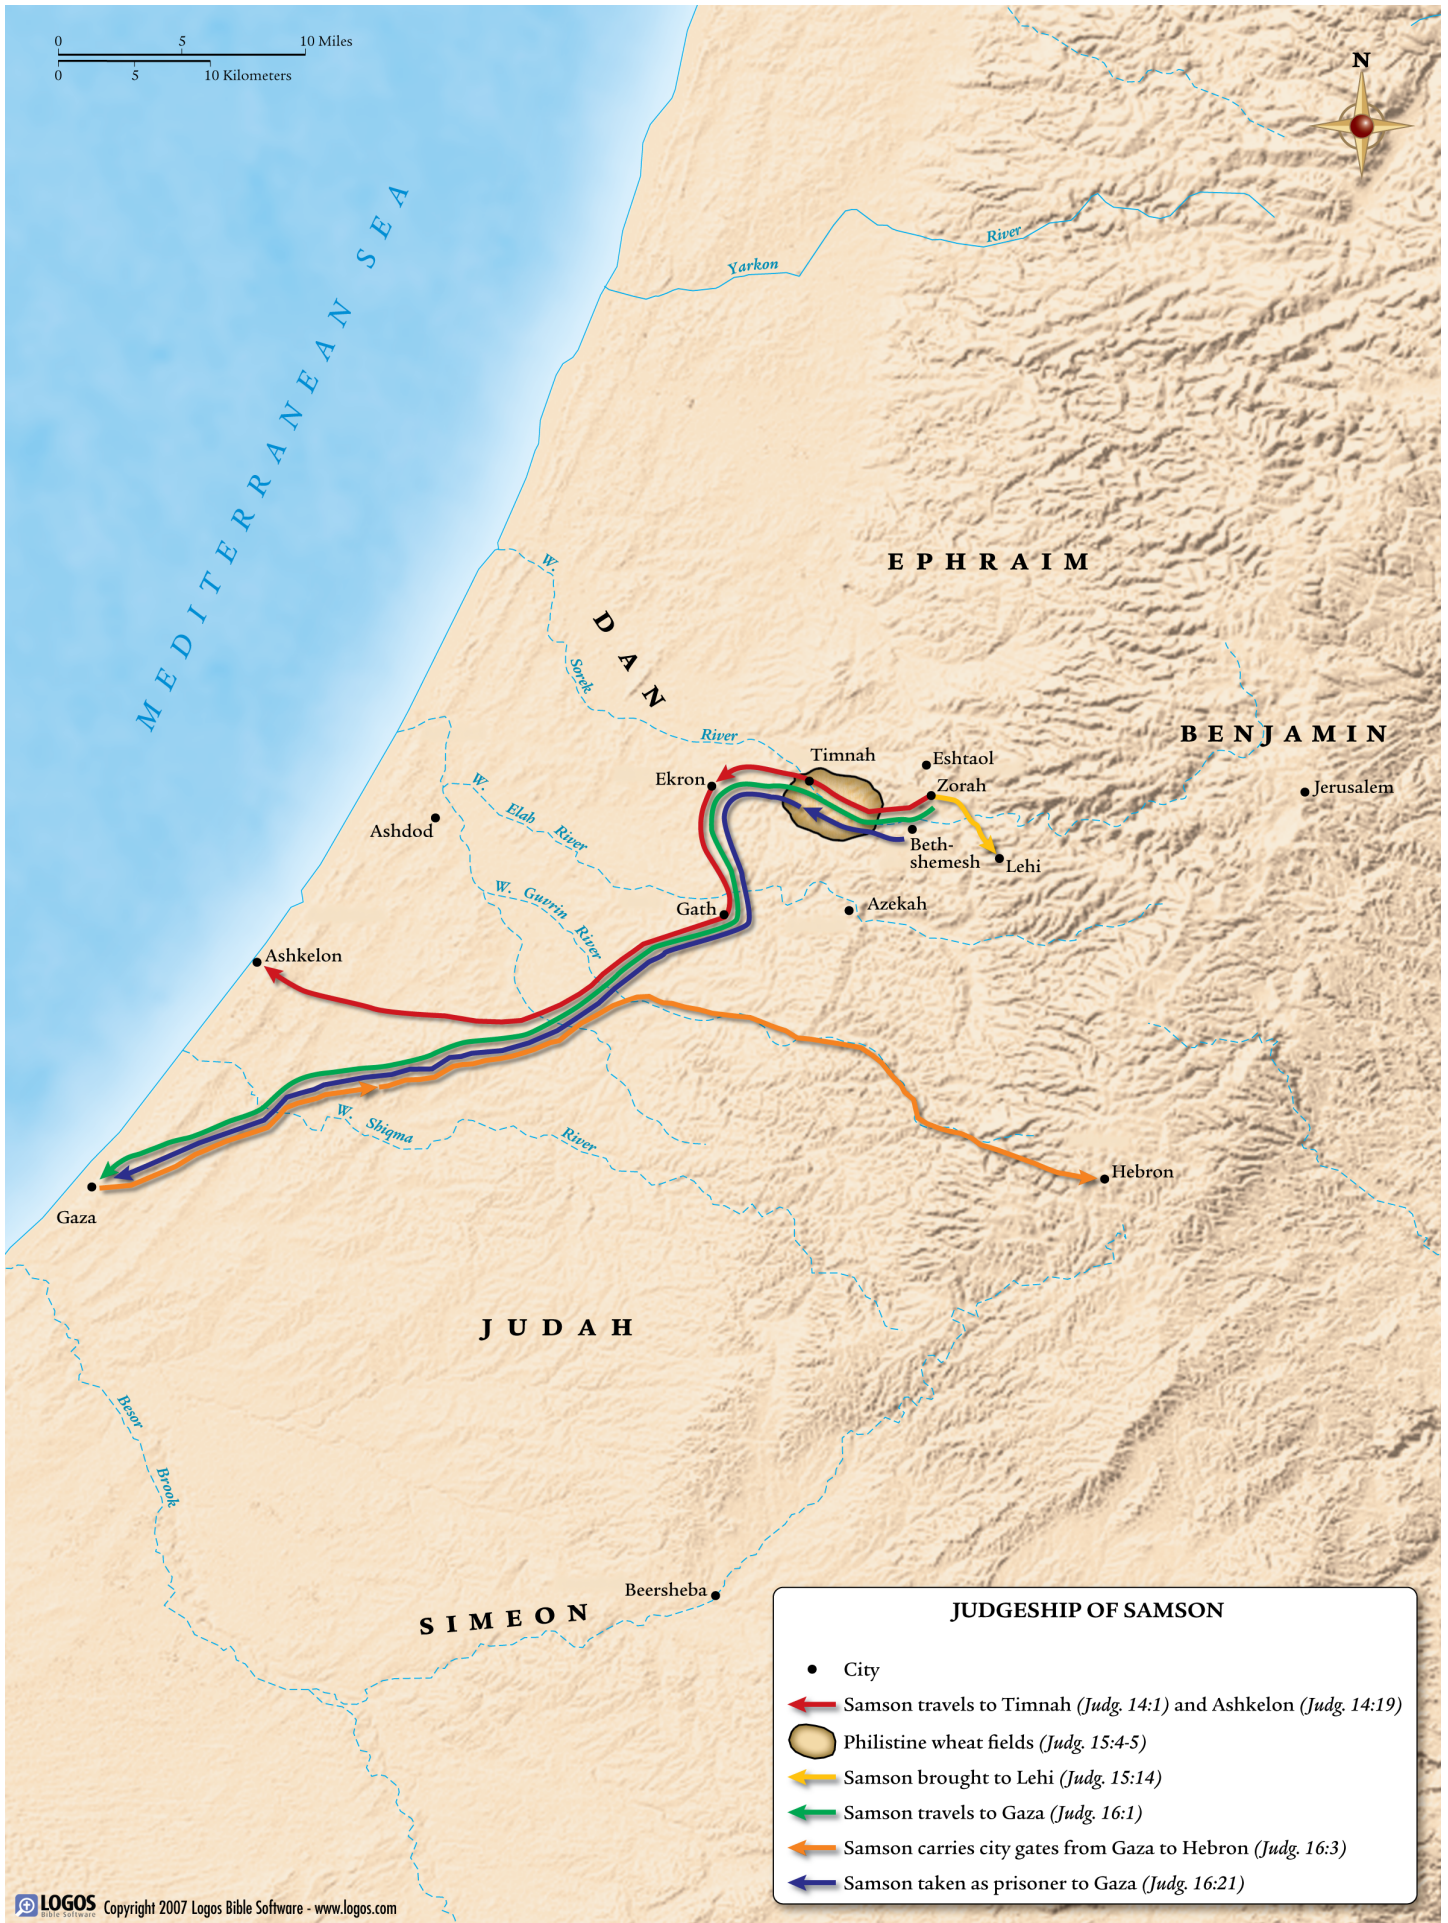 0 5 10 Miles
0 5 10 Kilometers
N
MEDITERRANEAN SEA
Yarkon River
EPHRAIM
W. Sorek River
DAN
BENJAMIN
Timnah
Eshtaol
Ekron
Zorah
Jerusalem
W. Elah River
Ashdod
Beth-
shemesh
Lehi
W. Guvrin River
Gath
Azekah
Ashkelon
W. Shiqma River
Hebron
Gaza
JUDAH
Besor Brook
Beersheba
SIMEON
JUDGESHIP OF SAMSON
City
Samson travels to Timnah (Judg. 14:1) and Ashkelon (Judg. 14:19)
Philistine wheat fields (Judg. 15:4-5)
Samson brought to Lehi (Judg. 15:14)
Samson travels to Gaza (Judg. 16:1)
Samson carries city gates from Gaza to Hebron (Judg. 16:3)
Samson taken as prisoner to Gaza (Judg. 16:21)
LOGOS
Bible Software
Copyright 2007 Logos Bible Software - www.logos.com